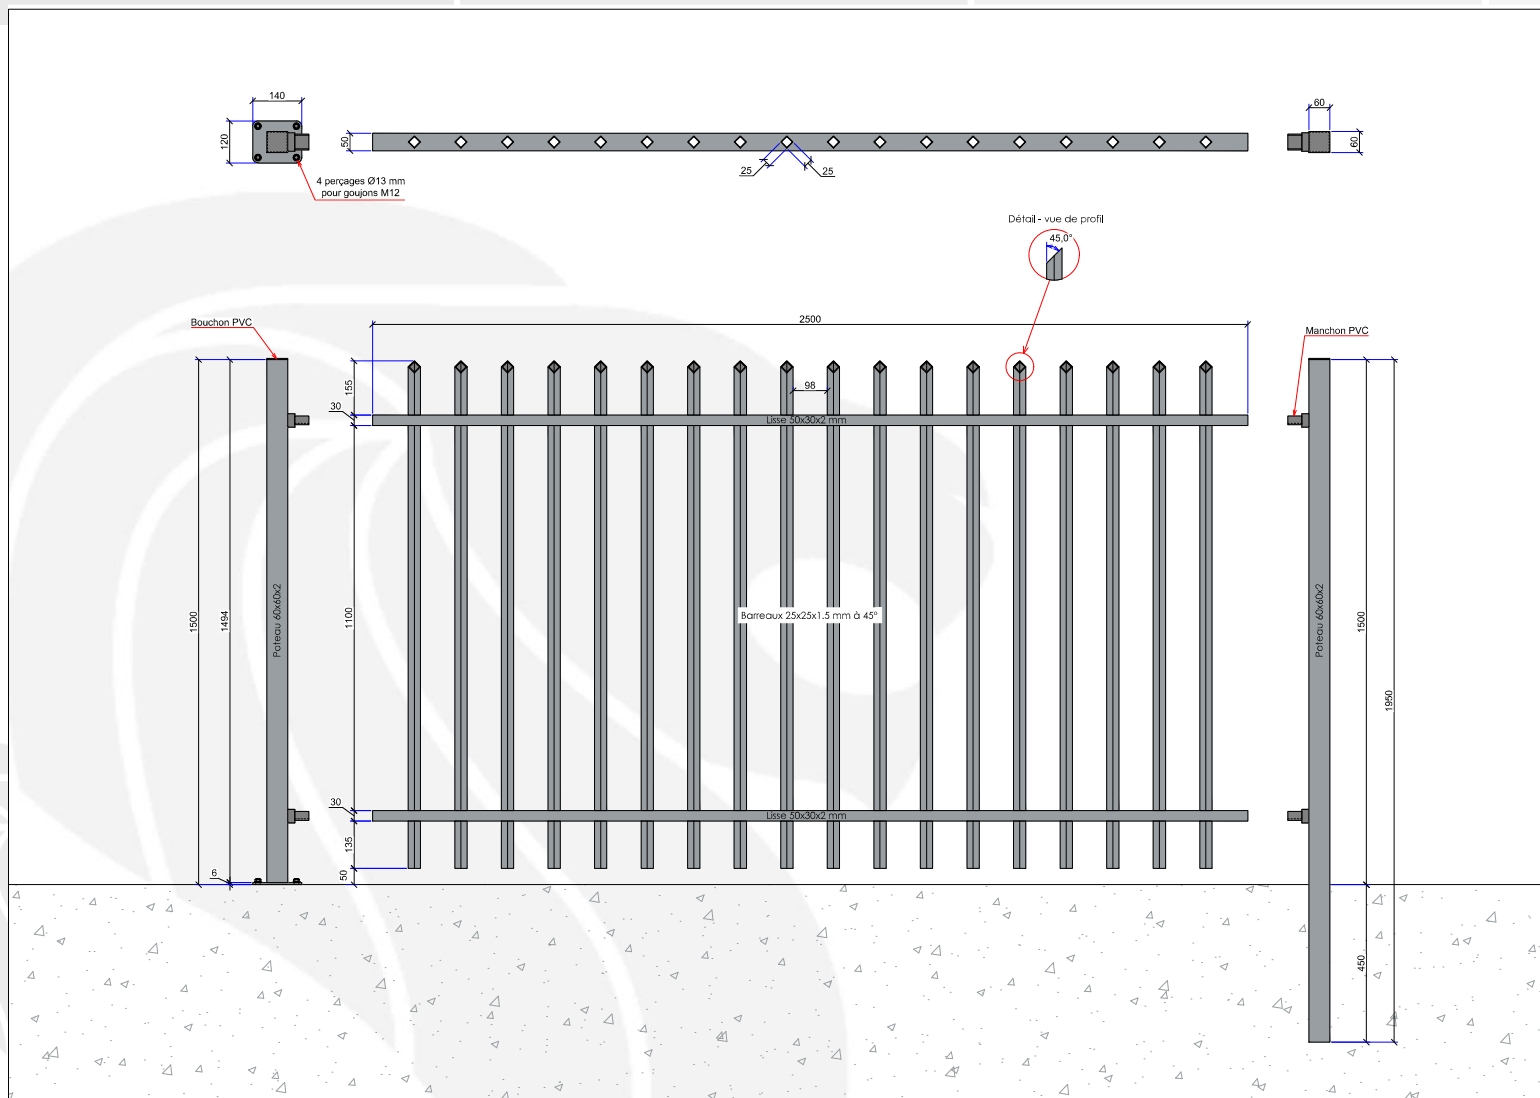 140
60
120
50
60
25
25
4 perçages Ø13 mm
pour goujons M12
Détail - vue de profil
45,0°
Bouchon PVC
2500
Manchon PVC
155
98
30
Lisse 50x30x2 mm
1500
1494
Poteau 60x60x2
1100
Barreaux 25x25x1.5 mm à 45°
Poteau 60x60x2
1500
1950
30
Lisse 50x30x2 mm
135
6
50
450